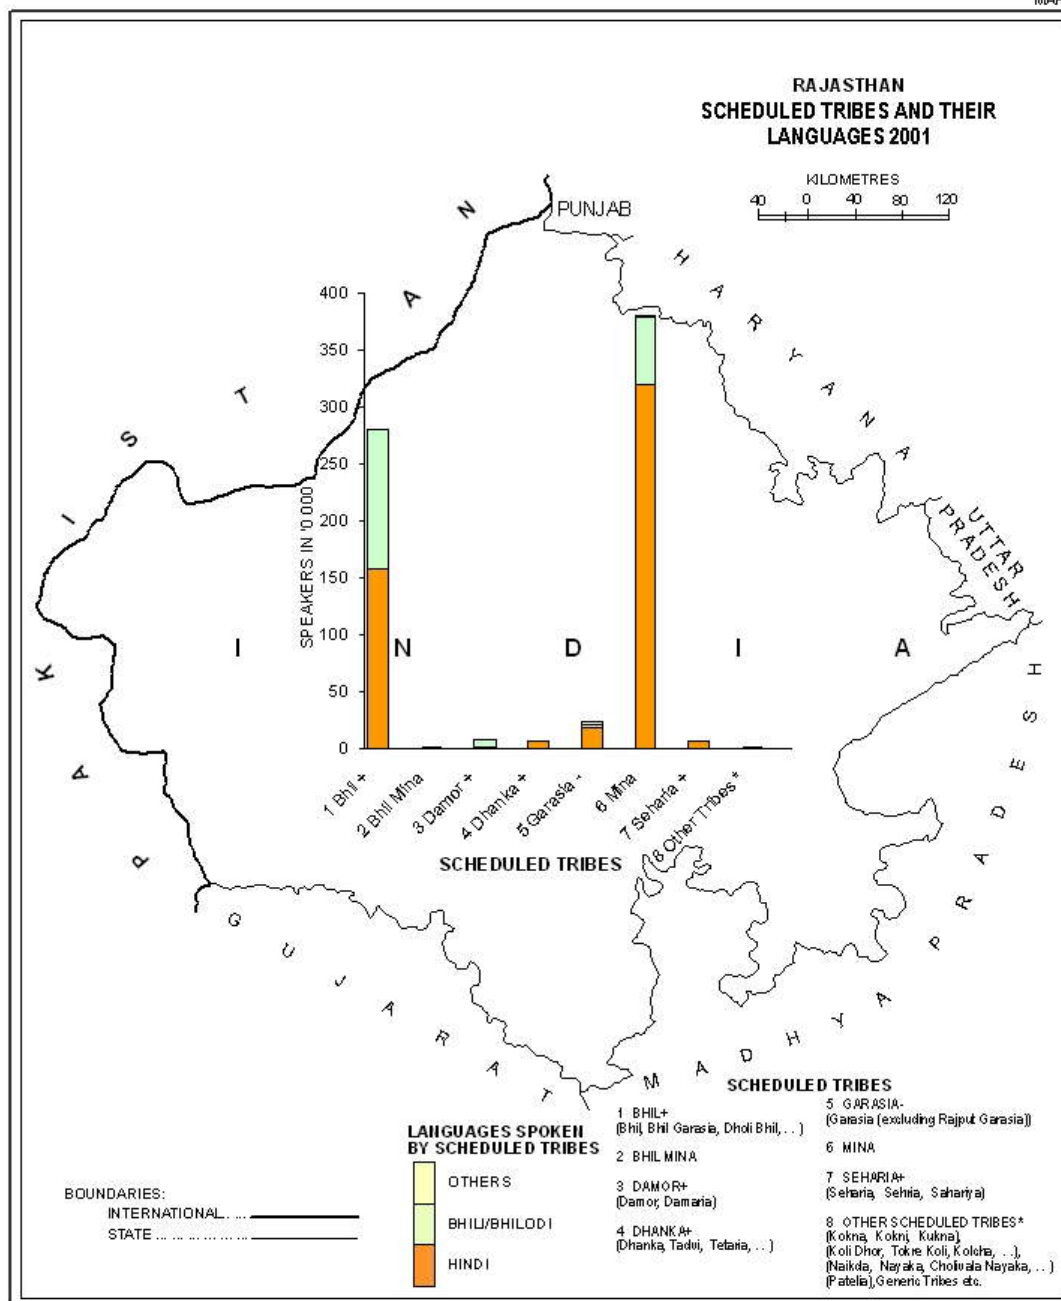 RAJASTHAN
SCHEDULED TRIBES AND THEIR
LANGUAGES 2001
KILOMETRES
40 0 40 80 120
PUNJAB
HARYANA
UTTAR
PRADESH
PAKISTAN
INDIA
MADHYA PRADESH
GUJARAT
400
350
300
250
200
150
100
50
0
SPEAKERS IN '0 000
1 Bhil +
2 Bhil Mina
3 Damor +
4 Dhanka +
5 Garasia -
6 Mina
7 Seharia +
8 Other Tribes *
SCHEDULED TRIBES
BOUNDARIES:
INTERNATIONAL......
STATE ...................
LANGUAGES SPOKEN
BY SCHEDULED TRIBES
OTHERS
BHILI/BHILODI
HINDI
SCHEDULED TRIBES
1 BHIL+
(Bhil, Bhil Garasia, Dholi Bhil, . . )
2 BHIL MINA
3 DAMOR+
(Damor, Damaria)
4 DHANKA+
(Dhanka, Tadvi, Tetaria, . . )
5 GARASIA-
(Garasia (excluding Rajput Garasia))
6 MINA
7 SEHARIA+
(Seharia, Sehria, Sahariya)
8 OTHER SCHEDULED TRIBES*
(Kokna, Kokni, Kukna),
(Koli Dhor, Tokre Koli, Kolcha, . . ),
(Naikda, Nayaka, Cholivala Nayaka, . . )
(Patelia), Generic Tribes etc.